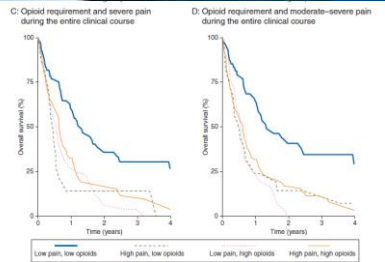 C: Opioid requirement and severe pain
during the entire clinical course
100
75
50
25
0
Overall survival (%)
0 1 2 3 4
Time (years)
D: Opioid requirement and moderate–severe pain
during the entire clinical course
100
75
50
25
0
Overall survival (%)
0 1 2 3 4
Time (years)
Low pain, low opioids High pain, low opioids Low pain, high opioids High pain, high opioids